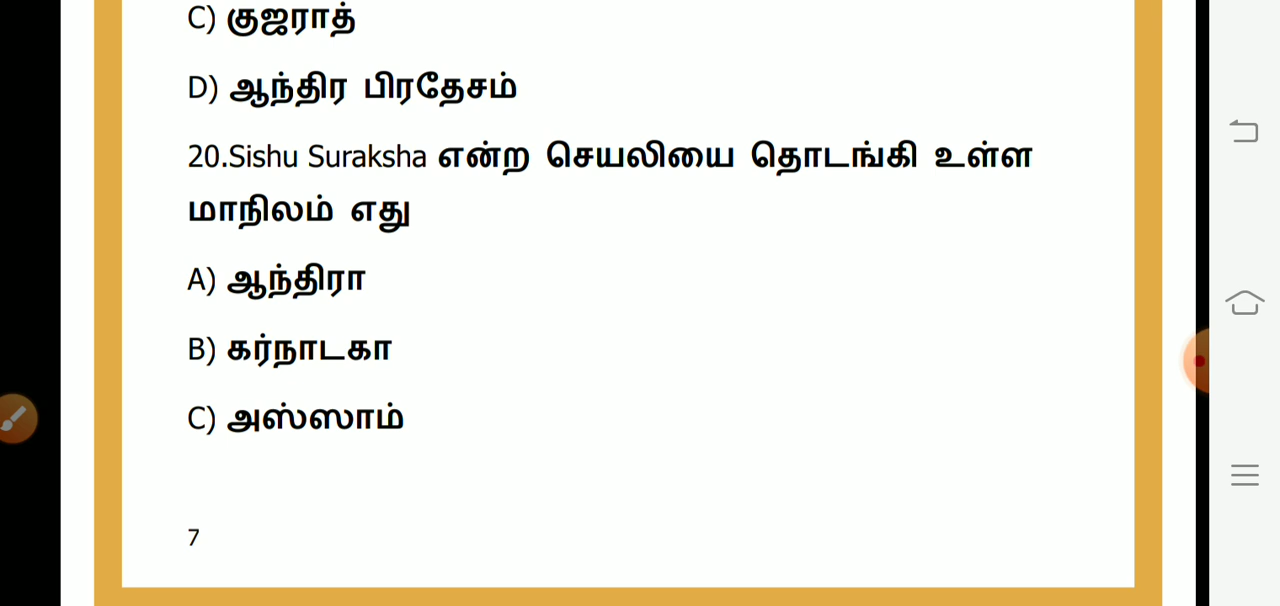 C) குஜராத்
D) ஆந்திர பிரதேசம்
20.Sishu Suraksha என்ற செயலியை தொடங்கி உள்ள
மாநிலம் எது
A) ஆந்திரா
B) கர்நாடகா
C) அஸ்ஸாம்
7